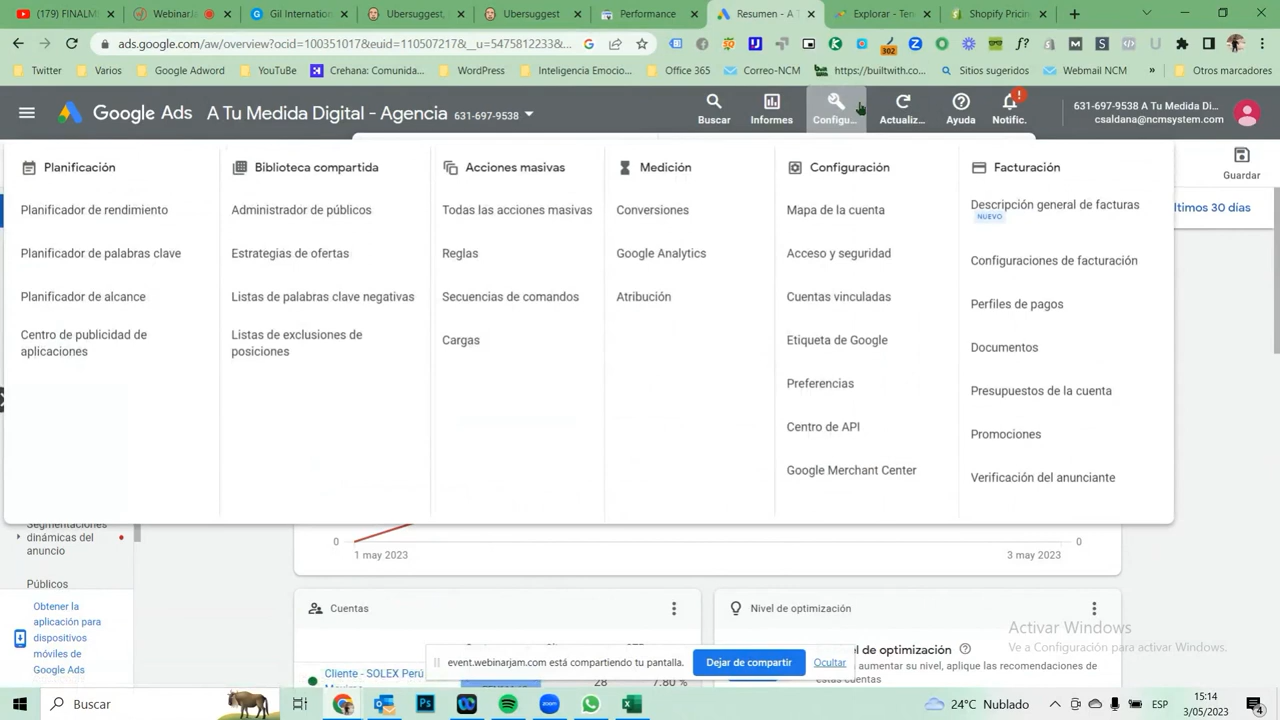 (179) FINALM
WebinarJa
Gil Internation
Ubersuggest,
Ubersuggest
Performance
Resumen - A T
Explorar - Ten
Shopify Pricing
ads.google.com/aw/overview?ocid=100351017&euid=110507217&__u=5475812233&...
302
Twitter
Varios
Google Adword
YouTube
Crehana: Comunida...
WordPress
Inteligencia Emocio...
Office 365
Correo-NCM
https://builtwith.co...
Sitios sugeridos
Webmail NCM
»
Otros marcadores
Google Ads
A Tu Medida Digital - Agencia 631-697-9538
Buscar
Informes
Configu...
Actualiz...
Ayuda
Notific.
631-697-9538 A Tu Medida Di...
csaldana@ncmsystem.com
Planificación
Planificador de rendimiento
Planificador de palabras clave
Planificador de alcance
Centro de publicidad de
aplicaciones
Biblioteca compartida
Administrador de públicos
Estrategias de ofertas
Listas de palabras clave negativas
Listas de exclusiones de
posiciones
Acciones masivas
Todas las acciones masivas
Reglas
Secuencias de comandos
Cargas
Medición
Conversiones
Google Analytics
Atribución
Configuración
Mapa de la cuenta
Acceso y seguridad
Cuentas vinculadas
Etiqueta de Google
Preferencias
Centro de API
Google Merchant Center
Facturación
Descripción general de facturas
NUEVO
Configuraciones de facturación
Perfiles de pagos
Documentos
Presupuestos de la cuenta
Promociones
Verificación del anunciante
Guardar
ltimos 30 días
Segmentaciones
dinámicas del
anuncio
Públicos
Obtener la
aplicación para
dispositivos
móviles de
Google Ads
0
0
1 may 2023
3 may 2023
Cuentas
Nivel de optimización
Cliente - SOLEX Perú
28
7.80 %
el de optimización
aumentar su nivel, aplique las recomendaciones de
estas cuentas
Activar Windows
Ve a Configuración para activar Windows.
event.webinarjam.com está compartiendo tu pantalla.
Dejar de compartir
Ocultar
Buscar
24°C Nublado
ESP
15:14
3/05/2023
4